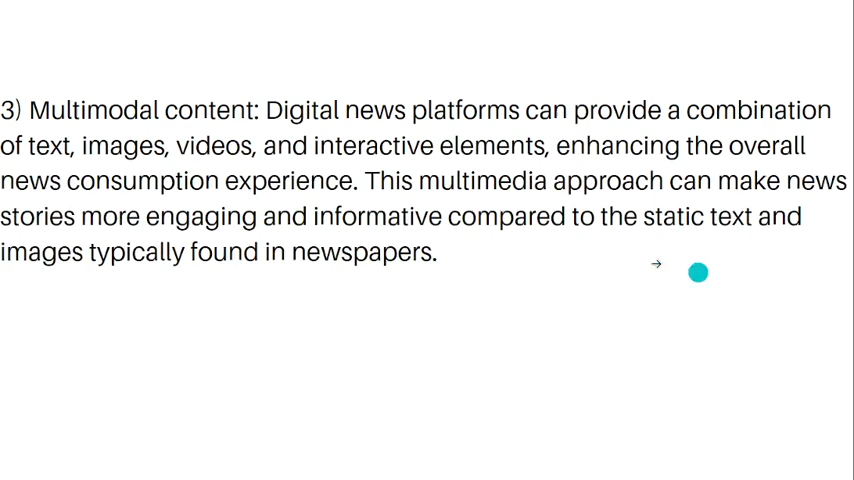 3) Multimodal content: Digital news platforms can provide a combination
of text, images, videos, and interactive elements, enhancing the overall
news consumption experience. This multimedia approach can make news
stories more engaging and informative compared to the static text and
images typically found in newspapers.